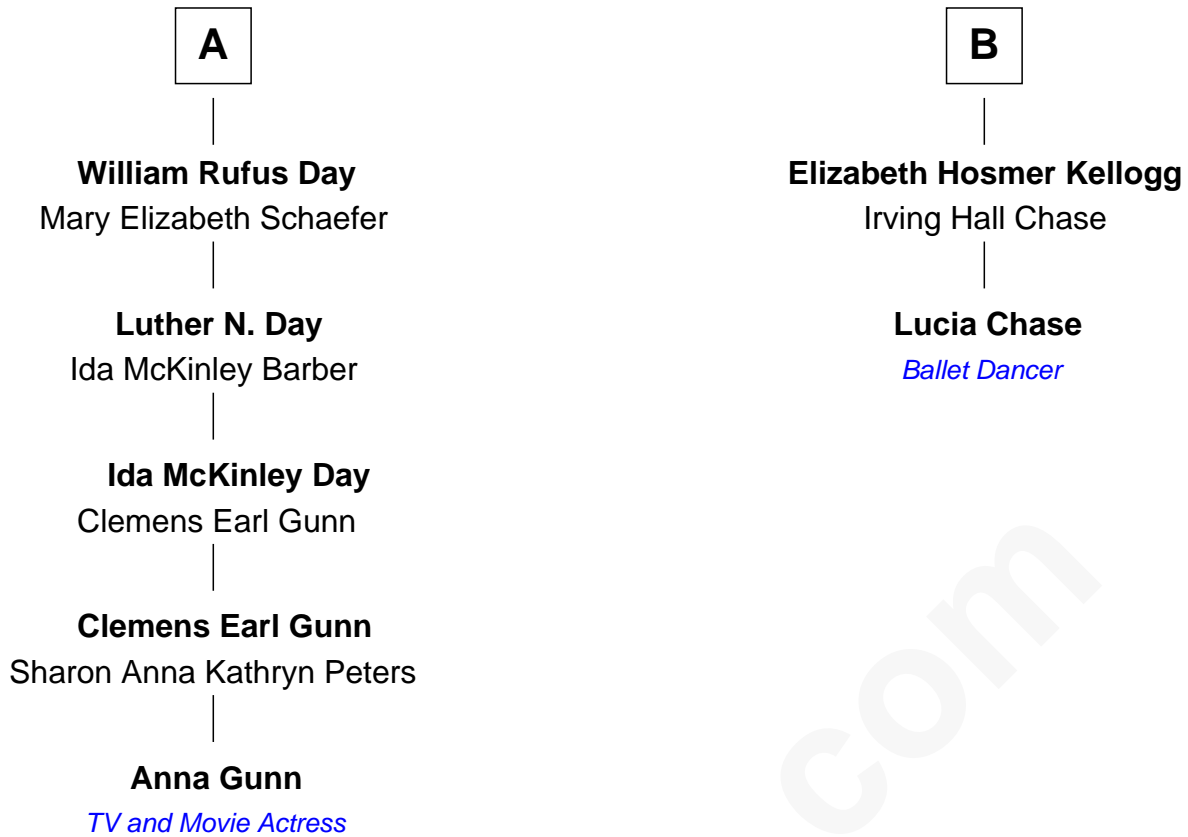 A
William Rufus Day
Mary Elizabeth Schaefer
Luther N. Day
Ida McKinley Barber
Ida McKinley Day
Clemens Earl Gunn
Clemens Earl Gunn
Sharon Anna Kathryn Peters
Anna Gunn
TV and Movie Actress
B
Elizabeth Hosmer Kellogg
Irving Hall Chase
Lucia Chase
Ballet Dancer
com